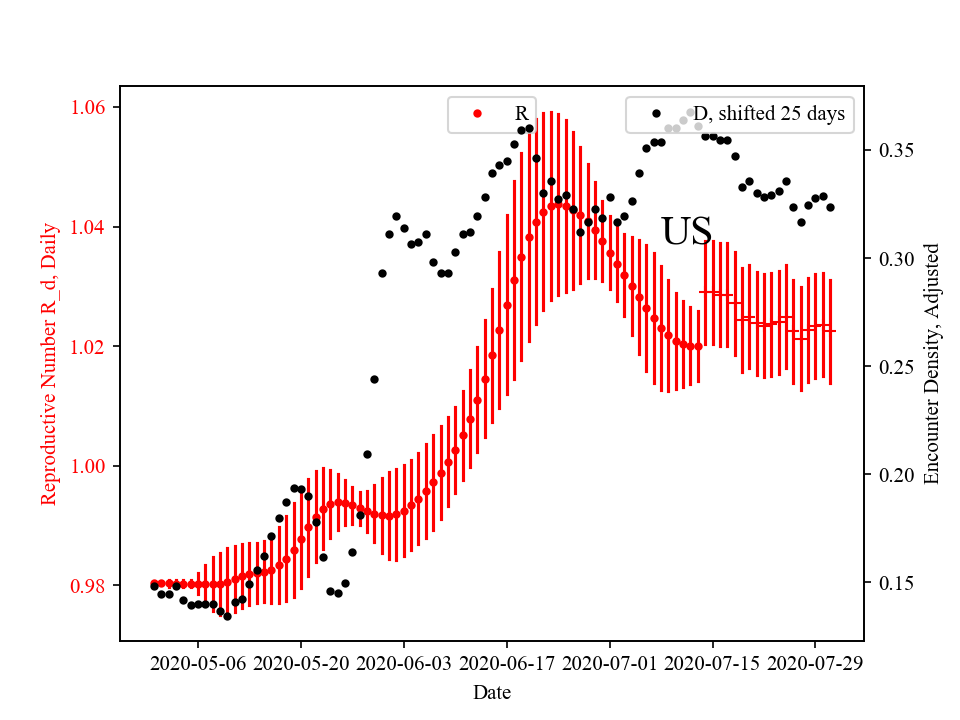 R
D, shifted 25 days
US
1.06
1.04
1.02
1.00
0.98
Reproductive Number R_d, Daily
0.35
0.30
0.25
0.20
0.15
Encounter Density, Adjusted
2020-05-06 2020-05-20 2020-06-03 2020-06-17 2020-07-01 2020-07-15 2020-07-29
Date